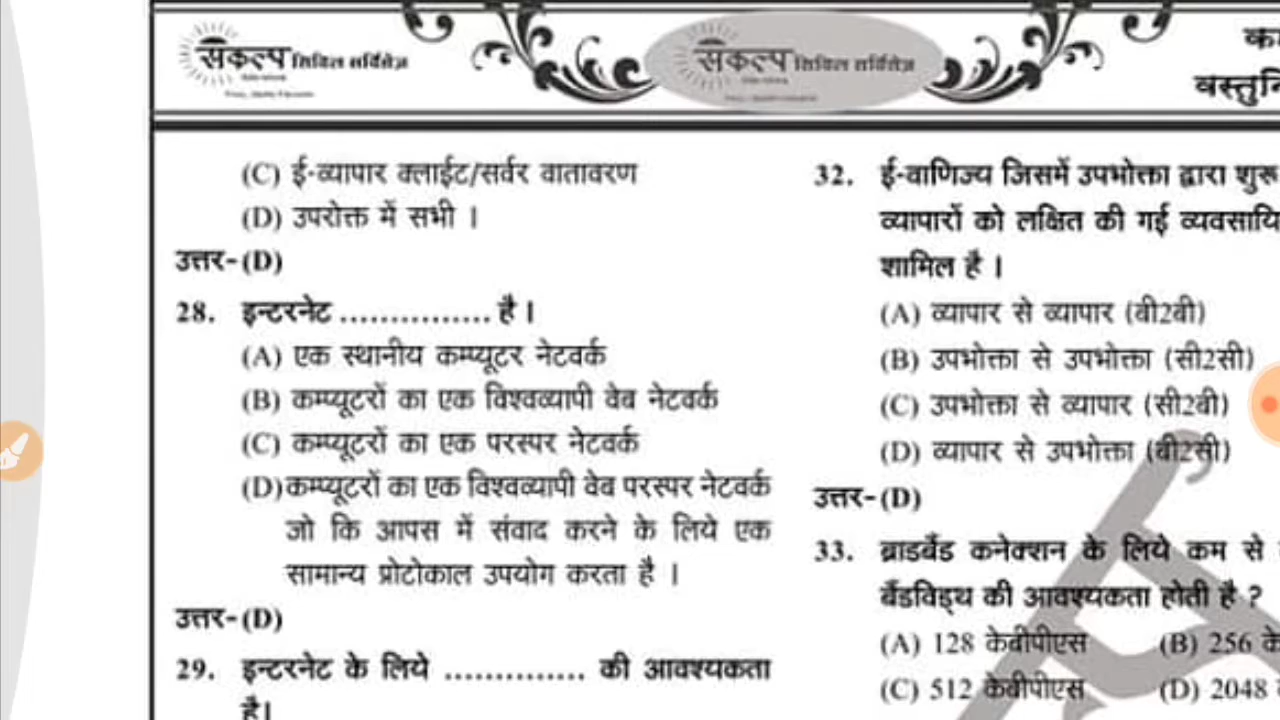 संकल्प सिविल सर्विसेज़
संकल्प सिविल सर्विसेज़
(C) ई-व्यापार क्लाईट/सर्वर वातावरण
(D) उपरोक्त में सभी ।
उत्तर-(D)
28. इन्टरनेट ............... है ।
(A) एक स्थानीय कम्प्यूटर नेटवर्क
(B) कम्प्यूटरों का एक विश्वव्यापी वेब नेटवर्क
(C) कम्प्यूटरों का एक परस्पर नेटवर्क
(D) कम्प्यूटरों का एक विश्वव्यापी वेब परस्पर नेटवर्क
जो कि आपस में संवाद करने के लिये एक
सामान्य प्रोटोकाल उपयोग करता है ।
उत्तर-(D)
29. इन्टरनेट के लिये .............. की आवश्यकता
है।
32. ई-वाणिज्य जिसमें उपभोक्ता द्वारा शुरू
व्यापारों को लक्षित की गई
शामिल है ।
(A) व्यापार से व्यापार (बी2बी)
(B) उपभोक्ता से उपभोक्ता (सी2सी)
(C) उपभोक्ता से व्यापार (सी2बी)
(D) व्यापार से उपभोक्ता (बी2सी)
उत्तर-(D)
33. ब्राडबैंड कनेक्शन के लिये कम से
बैंडविड्थ की आवश्यकता होती है ?
(A) 128 केबीपीएस (B) 256
(C) 512 केबीपीएस (D) 2048